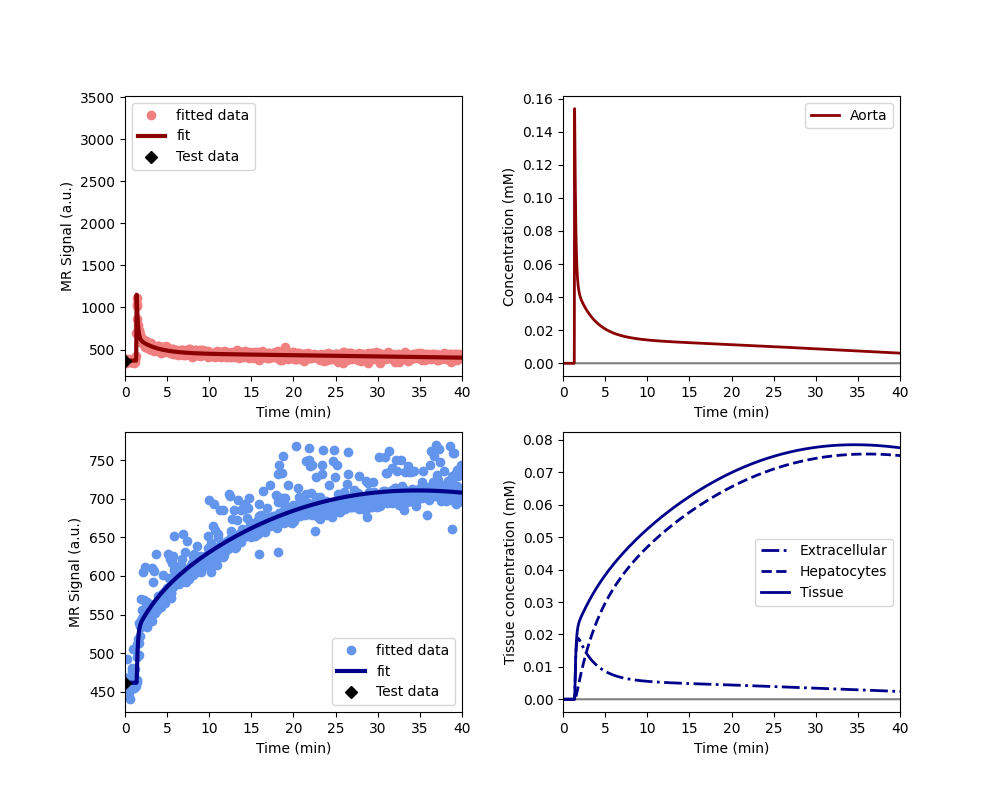 3500
3000
2500
2000
1500
1000
500
MR Signal (a.u.)
fitted data
fit
Test data
0 5 10 15 20 25 30 35 40
Time (min)
0.16
0.14
0.12
0.10
0.08
0.06
0.04
0.02
0.00
Concentration (mM)
Aorta
0 5 10 15 20 25 30 35 40
Time (min)
750
700
650
600
550
500
450
MR Signal (a.u.)
fitted data
fit
Test data
0 5 10 15 20 25 30 35 40
Time (min)
0.08
0.07
0.06
0.05
0.04
0.03
0.02
0.01
0.00
Tissue concentration (mM)
Extracellular
Hepatocytes
Tissue
0 5 10 15 20 25 30 35 40
Time (min)